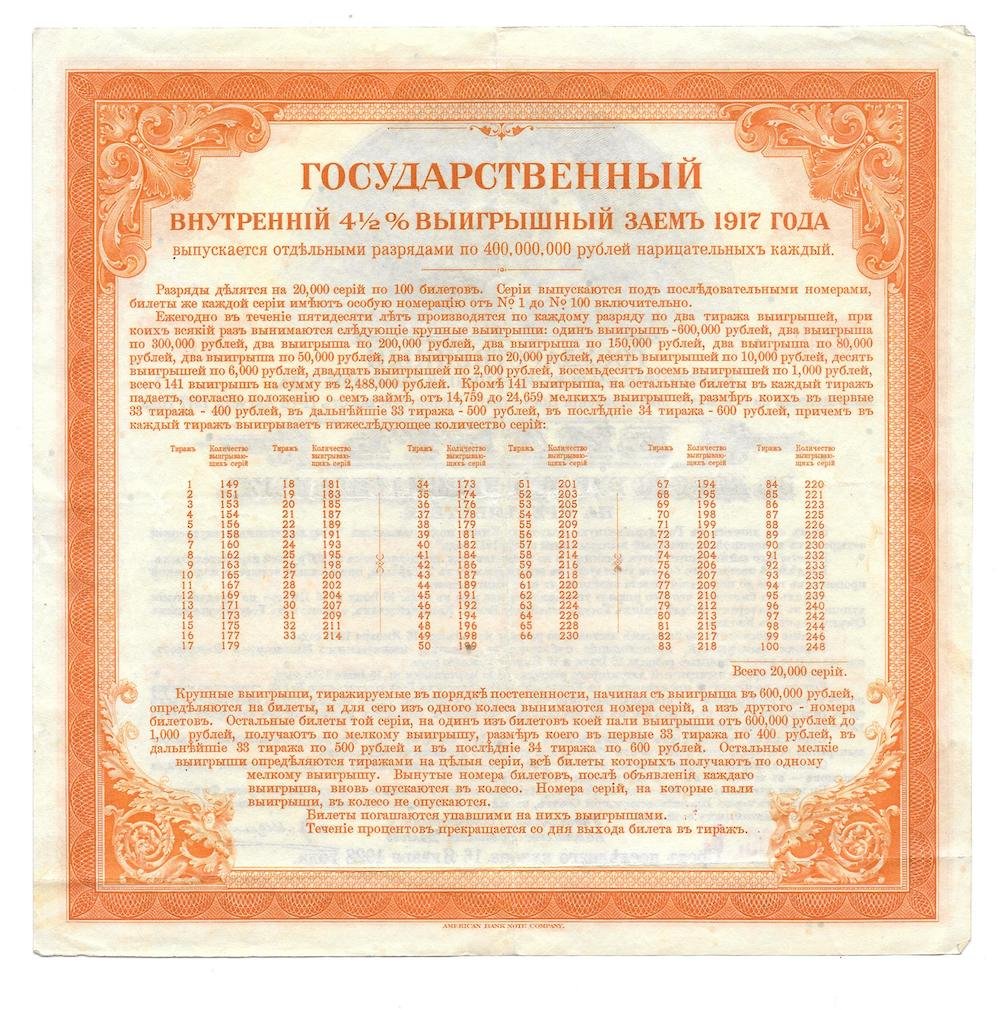 ГОСУДАРСТВЕННЫЙ
ВНУТРЕННІЙ 4½ % ВЫИГРЫШНЫЙ ЗАЕМЪ 1917 ГОДА
выпускается отдѣльными разрядами по 400,000,000 рублей нарицательныхъ каждый.
Разряды дѣлятся на 20,000 серій по 100 билетовъ. Серіи выпускаются подъ послѣдовательными номерами,
билеты же каждой серіи имѣютъ особую номерацію отъ № 1 до № 100 включительно.
Ежегодно въ теченіе пятидесяти лѣтъ производятся по каждому разряду по два тиража выигрышей, при
коихъ всякій разъ вынимаются слѣдующіе крупные выигрыши: одинъ выигрышъ -600,000 рублей, два выигрыша
по 300,000 рублей, два выигрыша по 200,000 рублей, два выигрыша по 150,000 рублей, два выигрыша по 80,000
рублей, два выигрыша по 50,000 рублей, два выигрыша по 20,000 рублей, десять выигрышей по 10,000 рублей, десять
выигрышей по 6,000 рублей, двадцать выигрышей по 2,000 рублей, восемьдесятъ восемь выигрышей по 1,000 рублей,
всего 141 выигрышъ на сумму въ 2,488,000 рублей. Кромѣ 141 выигрыша, на остальные билеты въ каждый тиражъ
падаетъ, согласно положенію о семъ займѣ, отъ 14,759 до 24,659 мелкихъ выигрышей, размѣръ коихъ въ первые
33 тиража - 400 рублей, въ дальнѣйшіе 33 тиража - 500 рублей, въ послѣдніе 34 тиража - 600 рублей, причемъ въ
каждый тиражъ выигрываетъ нижеслѣдующее количество серій:
Тиражъ Количество выигрываю- щихъ серій Тиражъ Количество выигрываю- щихъ серій Тиражъ Количество выигрываю- щихъ серій Тиражъ Количество выигрываю- щихъ серій Тиражъ Количество выигрываю- щихъ серій Тиражъ Количество выигрываю- щихъ серій
1 149 18 181 34 173 51 201 67 194 84 220
2 151 19 183 35 174 52 203 68 195 85 221
3 153 20 185 36 176 53 205 69 196 86 223
4 154 21 187 37 178 54 207 70 198 87 225
5 156 22 189 38 179 55 209 71 199 88 226
6 158 23 191 39 181 56 210 72 201 89 228
7 160 24 193 40 182 57 212 73 202 90 230
8 162 25 195 41 184 58 214 74 204 91 232
9 163 26 198 42 186 59 216 75 206 92 233
10 165 27 200 43 187 60 218 76 207 93 235
11 167 28 202 44 189 61 220 77 209 94 237
12 169 29 204 45 191 62 222 78 210 95 239
13 171 30 207 46 192 63 224 79 212 96 240
14 173 31 209 47 194 64 226 80 213 97 242
15 175 32 211 48 196 65 228 81 215 98 244
16 177 33 214 49 198 66 230 82 217 99 246
17 179 50 199 83 218 100 248
Всего 20,000 серій.
Крупные выигрыши, тиражируемые въ порядкѣ постепенности, начиная съ выигрыша въ 600,000 рублей,
опредѣляются на билеты, и для сего изъ одного колеса вынимаются номера серій, а изъ другого - номера
билетовъ. Остальные билеты той серіи, на одинъ изъ билетовъ коей пали выигрыши отъ 600,000 рублей до
1,000 рублей, получаютъ по мелкому выигрышу, размѣръ коего въ первые 33 тиража по 400 рублей, въ
дальнѣйшіе 33 тиража по 500 рублей и въ послѣдніе 34 тиража по 600 рублей. Остальные мелкіе
выигрыши опредѣляются тиражами на цѣлыя серіи, всѣ билеты которыхъ получаютъ по одному
мелкому выигрышу. Вынутые номера билетовъ, послѣ объявленія каждаго
выигрыша, вновь опускаются въ колесо. Номера серій, на которые пали
выигрыши, въ колесо не опускаются.
Билеты погашаются упавшими на нихъ выигрышами.
Теченіе процентовъ прекращается со дня выхода билета въ тиражъ.
AMERICAN BANK NOTE COMPANY.